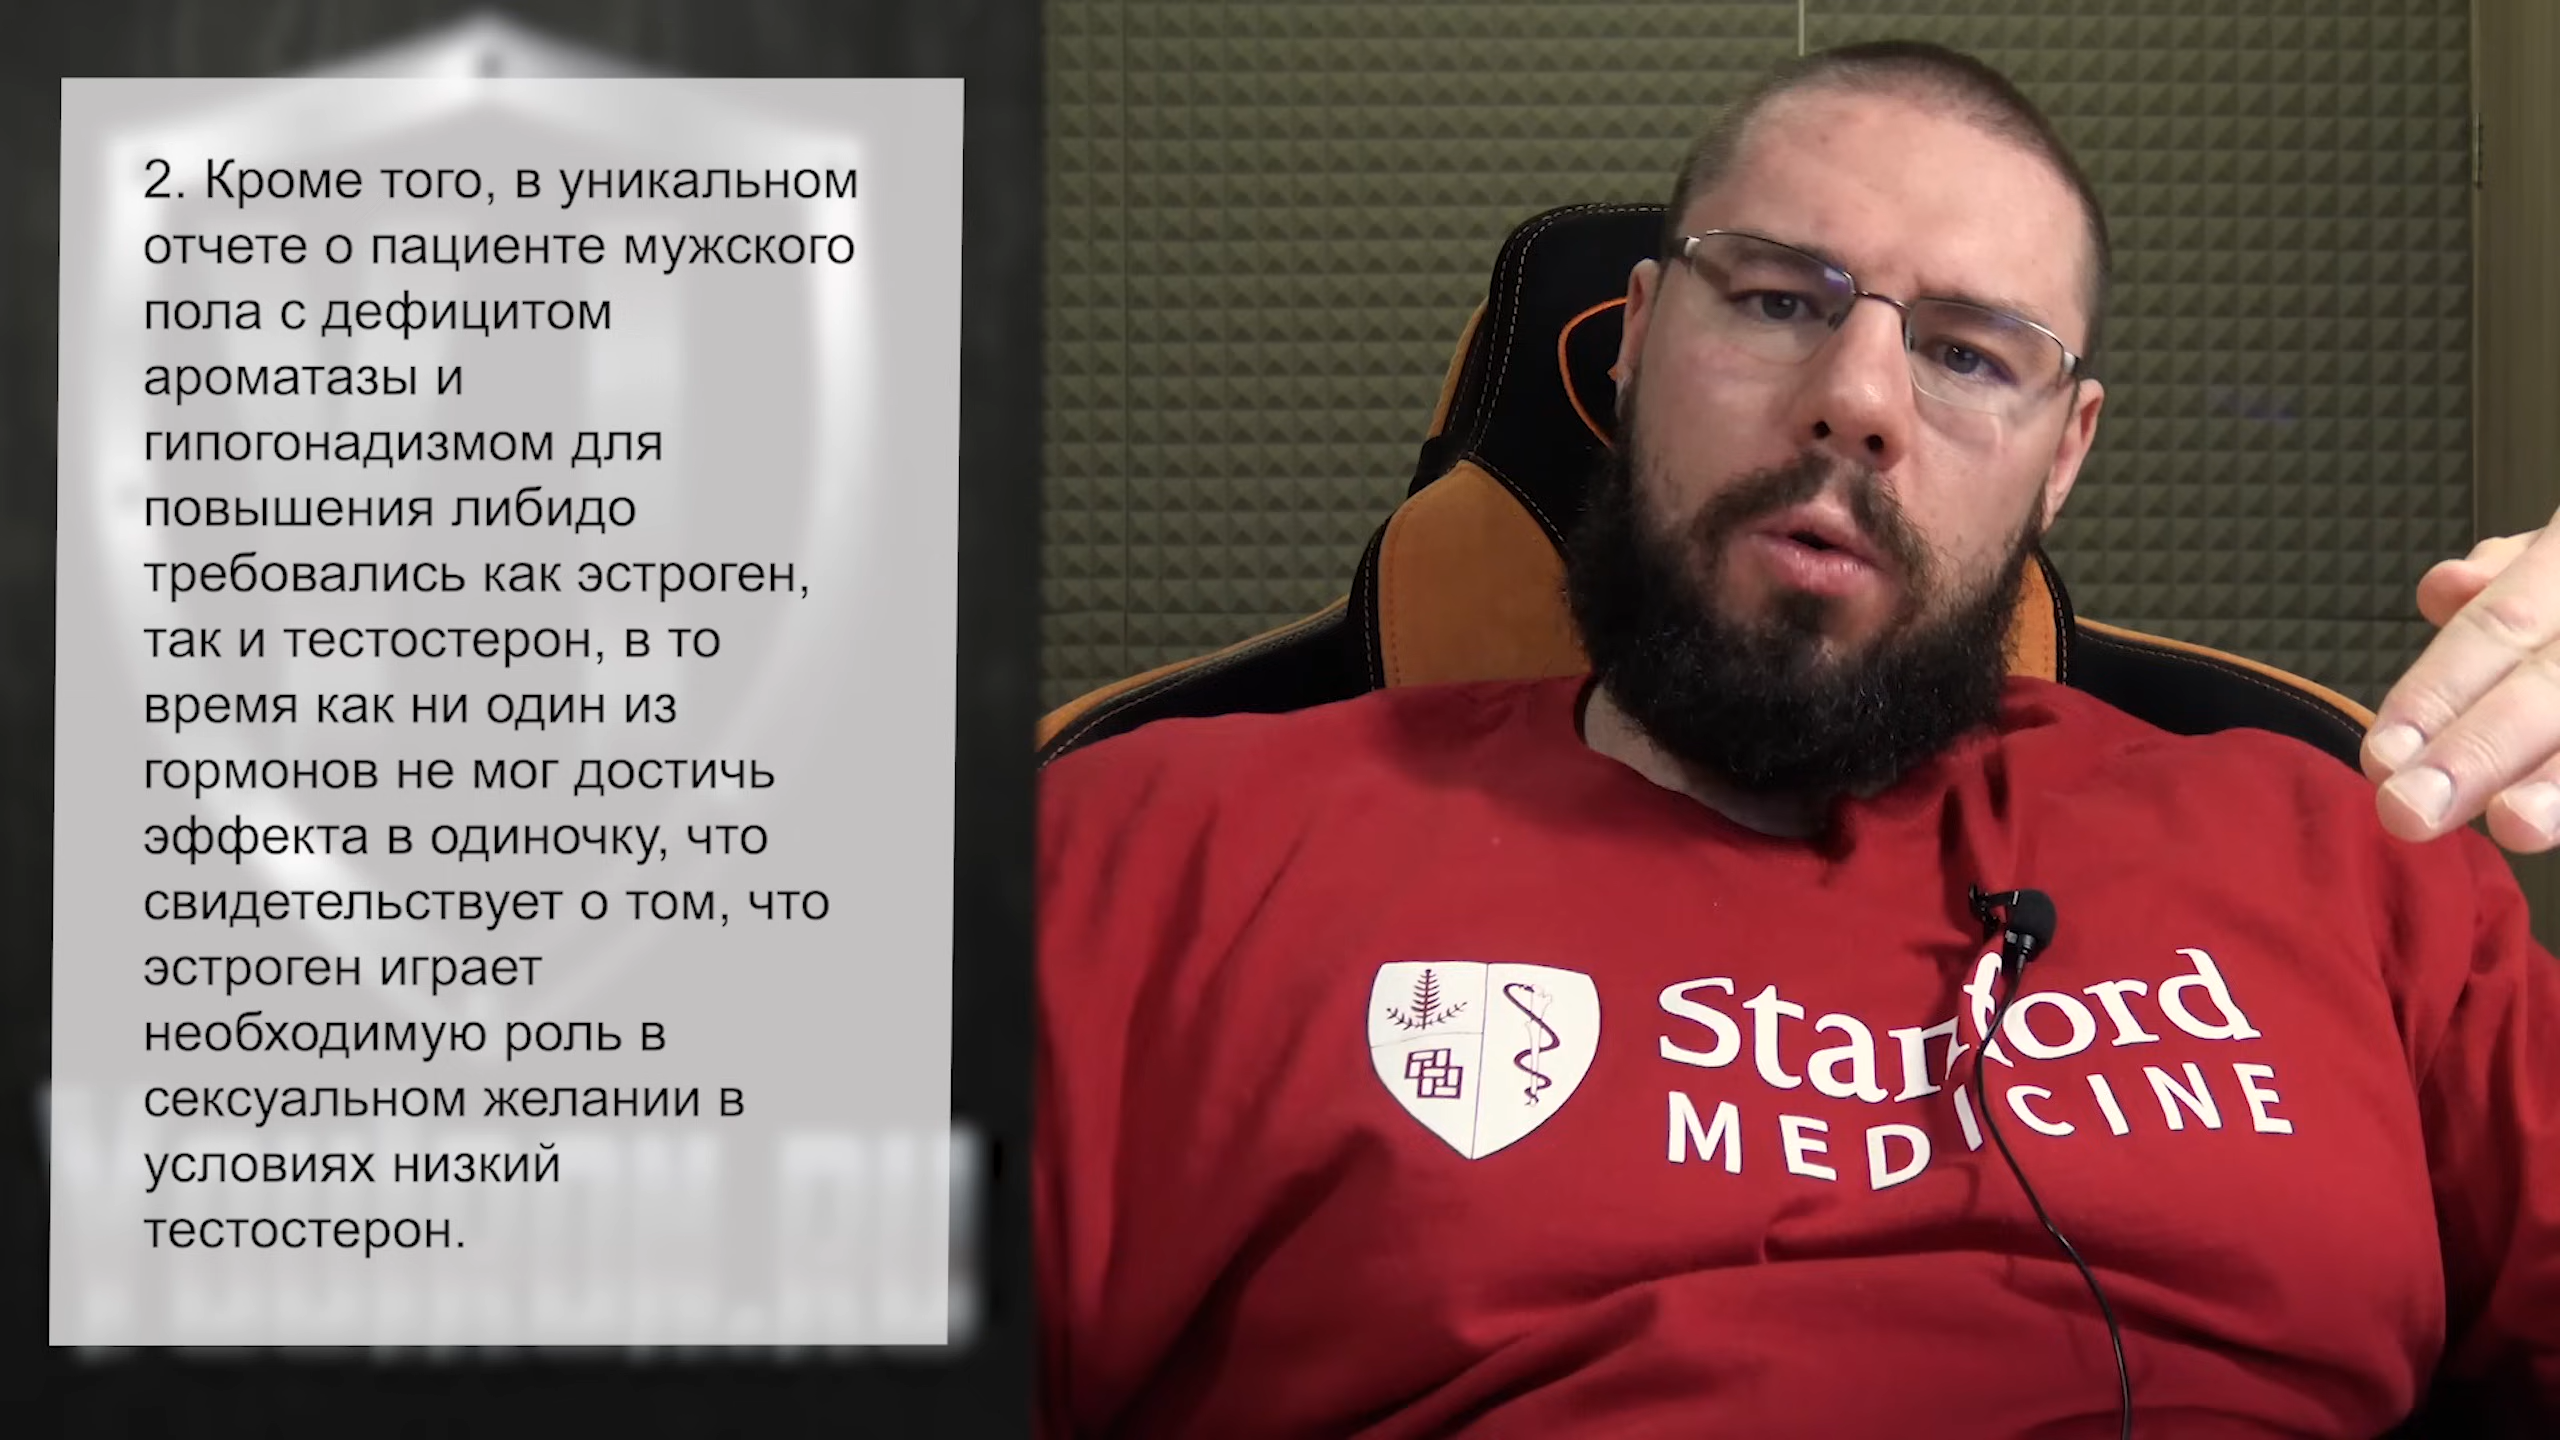 2. Кроме того, в уникальном
отчете о пациенте мужского
пола с дефицитом
ароматазы и
гипогонадизмом для
повышения либидо
требовались как эстроген,
так и тестостерон, в то
время как ни один из
гормонов не мог достичь
эффекта в одиночку, что
свидетельствует о том, что
эстроген играет
необходимую роль в
сексуальном желании в
условиях низкий
тестостерон.
Stanford
MEDICINE